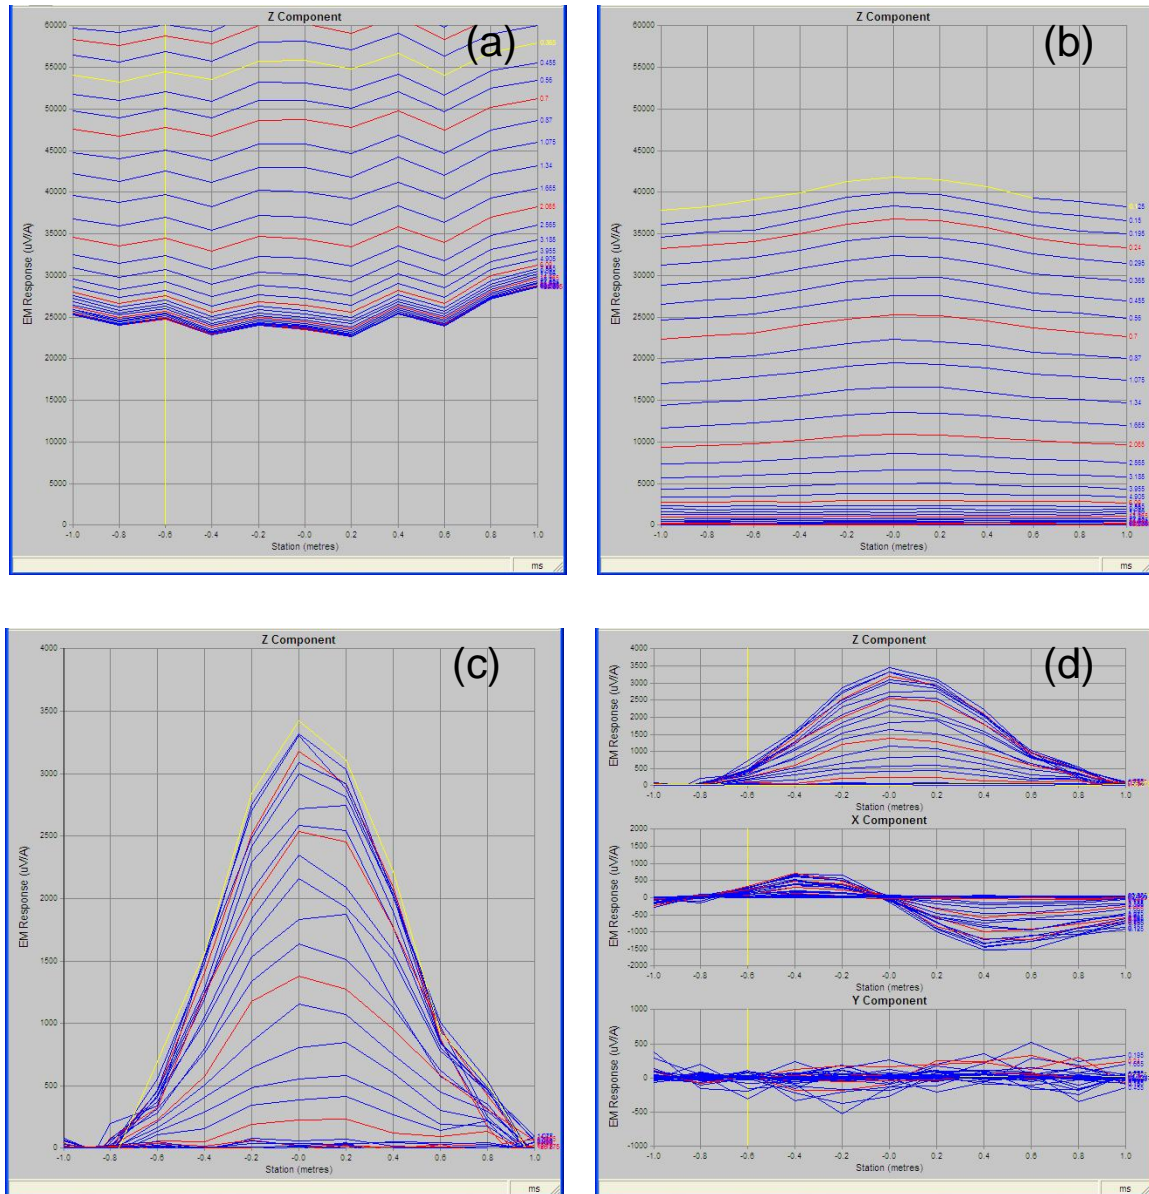 Z Component
(a)
EM Response (uV/A)
60000
55000
50000
45000
40000
35000
30000
25000
20000
15000
10000
5000
0
0.455
0.56
0.7
0.87
1.075
1.34
1.655
2.065
2.565
3.185
3.955
4.905
-1.0 -0.8 -0.6 -0.4 -0.2 -0.0 0.2 0.4 0.6 0.8 1.0
Station (metres)
ms
Z Component
(b)
EM Response (uV/A)
60000
55000
50000
45000
40000
35000
30000
25000
20000
15000
10000
5000
0
0.15
0.195
0.24
0.295
0.365
0.455
0.56
0.7
0.87
1.075
1.34
1.655
2.065
2.565
3.185
3.955
4.905
-1.0 -0.8 -0.6 -0.4 -0.2 -0.0 0.2 0.4 0.6 0.8 1.0
Station (metres)
ms
Z Component
(c)
EM Response (uV/A)
4000
3500
3000
2500
2000
1500
1000
500
0
-1.0 -0.8 -0.6 -0.4 -0.2 -0.0 0.2 0.4 0.6 0.8 1.0
Station (metres)
ms
Z Component
(d)
EM Response (uV/A)
4000
3500
3000
2500
2000
1500
1000
500
0
-1.0 -0.8 -0.6 -0.4 -0.2 -0.0 0.2 0.4 0.6 0.8 1.0
Station (metres)
X Component
EM Response (uV/A)
2000
1500
1000
500
0
-500
-1000
-1500
-2000
-1.0 -0.8 -0.6 -0.4 -0.2 -0.0 0.2 0.4 0.6 0.8 1.0
Station (metres)
Y Component
EM Response (uV/A)
1000
500
0
-500
-1000
0.195
-1.0 -0.8 -0.6 -0.4 -0.2 -0.0 0.2 0.4 0.6 0.8 1.0
Station (metres)
ms